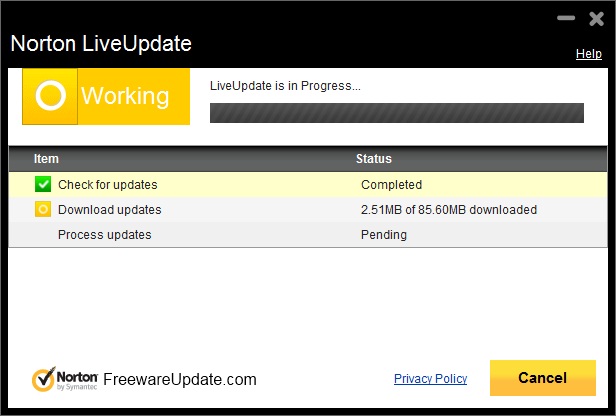 Norton LiveUpdate
Help
Working
LiveUpdate is in Progress...
Item Status
Check for updates Completed
Download updates 2.51MB of 85.60MB downloaded
Process updates Pending
Norton
by Symantec
FreewareUpdate.com
Privacy Policy
Cancel